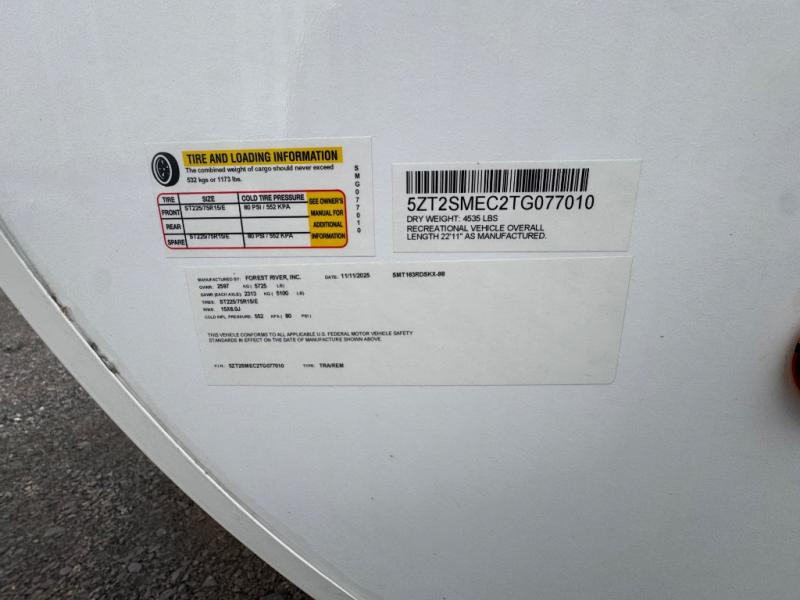 TIRE AND LOADING INFORMATION
The combined weight of cargo should never exceed
532 kgs or 1173 lbs.
TIRE SIZE COLD TIRE PRESSURE SEE OWNER'S MANUAL FOR ADDITIONAL INFORMATION
FRONT ST225/75R15/E 80 PSI / 552 KPA
REAR
SPARE ST225/75R15/E 80 PSI / 552 KPA
SMG077010
5ZT2SMEC2TG077010
DRY WEIGHT: 4535 LBS
RECREATIONAL VEHICLE OVERALL
LENGTH 22'11" AS MANUFACTURED.
MANUFACTURED BY: FOREST RIVER, INC. DATE: 11/11/2025 SMT163RDSKX-98
GVWR: 2597 KG ( 5725 LB)
GAWR (EACH AXLE): 2313 KG ( 5100 LB)
TIRES: ST225/75R15/E
RIMS: 15X6.0J
COLD INFL. PRESSURE: 552 KPA ( 80 PSI )
THIS VEHICLE CONFORMS TO ALL APPLICABLE U.S. FEDERAL MOTOR VEHICLE SAFETY
STANDARDS IN EFFECT ON THE DATE OF MANUFACTURE SHOWN ABOVE.
V.I.N.: 5ZT2SMEC2TG077010 TYPE: TRA/REM